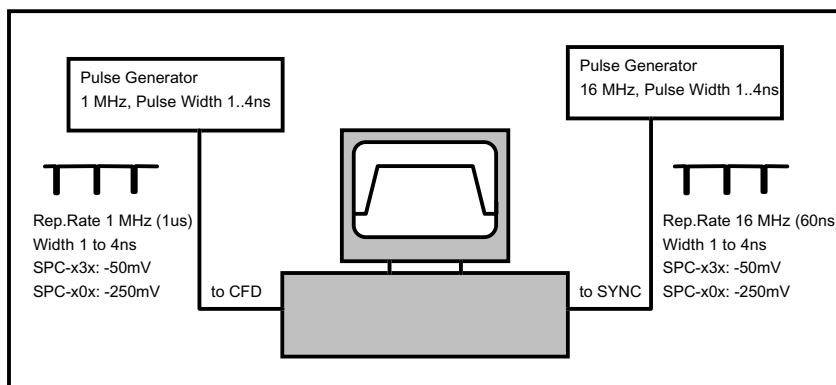 Pulse Generator
1 MHz, Pulse Width 1..4ns
Pulse Generator
16 MHz, Pulse Width 1..4ns
Rep.Rate 1 MHz (1us)
Width 1 to 4ns
SPC-x3x: -50mV
SPC-x0x: -250mV
to CFD
to SYNC
Rep.Rate 16 MHz (60ns)
Width 1 to 4ns
SPC-x3x: -50mV
SPC-x0x: -250mV